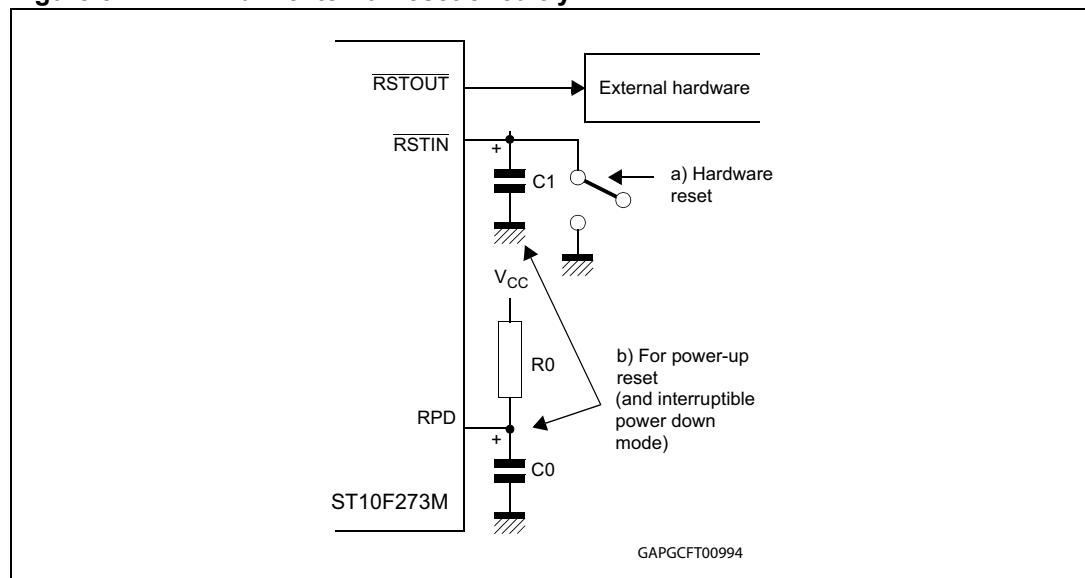 RSTOUT
External hardware
RSTIN
+
C1
a) Hardware
reset
VCC
R0
b) For power-up
reset
(and interruptible
power down
mode)
RPD
+
C0
ST10F273M
GAPGCFT00994